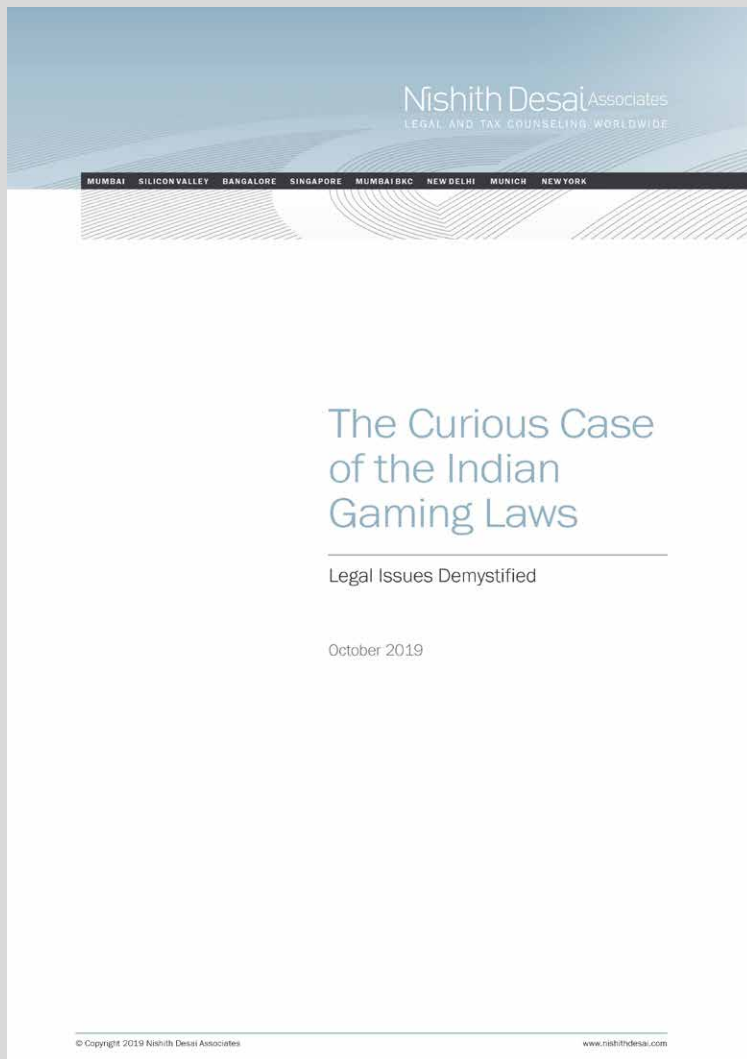 Nishith Desai Associates
LEGAL AND TAX COUNSELING WORLDWIDE
MUMBAI SILICON VALLEY BANGALORE SINGAPORE MUMBAI BKC NEW DELHI MUNICH NEW YORK
The Curious Case
of the Indian
Gaming Laws
Legal Issues Demystified
October 2019
© Copyright 2019 Nishith Desai Associates www.nishithdesai.com